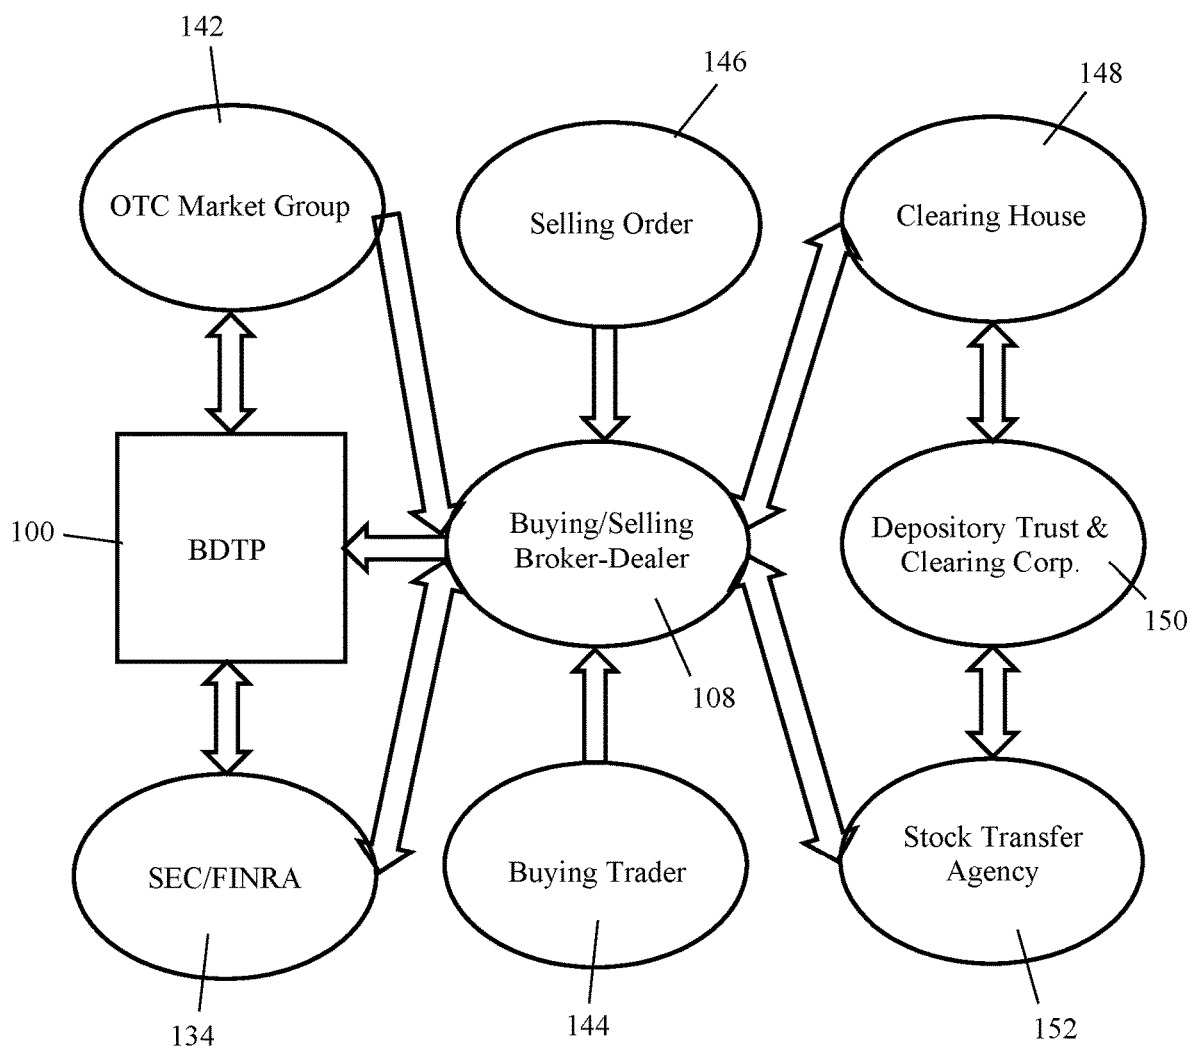 142
146
148
OTC Market Group
Selling Order
Clearing House
100
BDTP
Buying/Selling
Broker-Dealer
Depository Trust &
Clearing Corp.
150
108
SEC/FINRA
Buying Trader
Stock Transfer
Agency
134
144
152